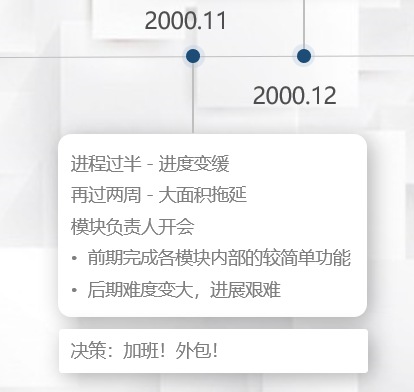 2000.11
2000.12
进程过半 - 进度变缓
再过两周 - 大面积拖延
模块负责人开会
• 前期完成各模块内部的较简单功能
• 后期难度变大，进展艰难
决策：加班！外包！